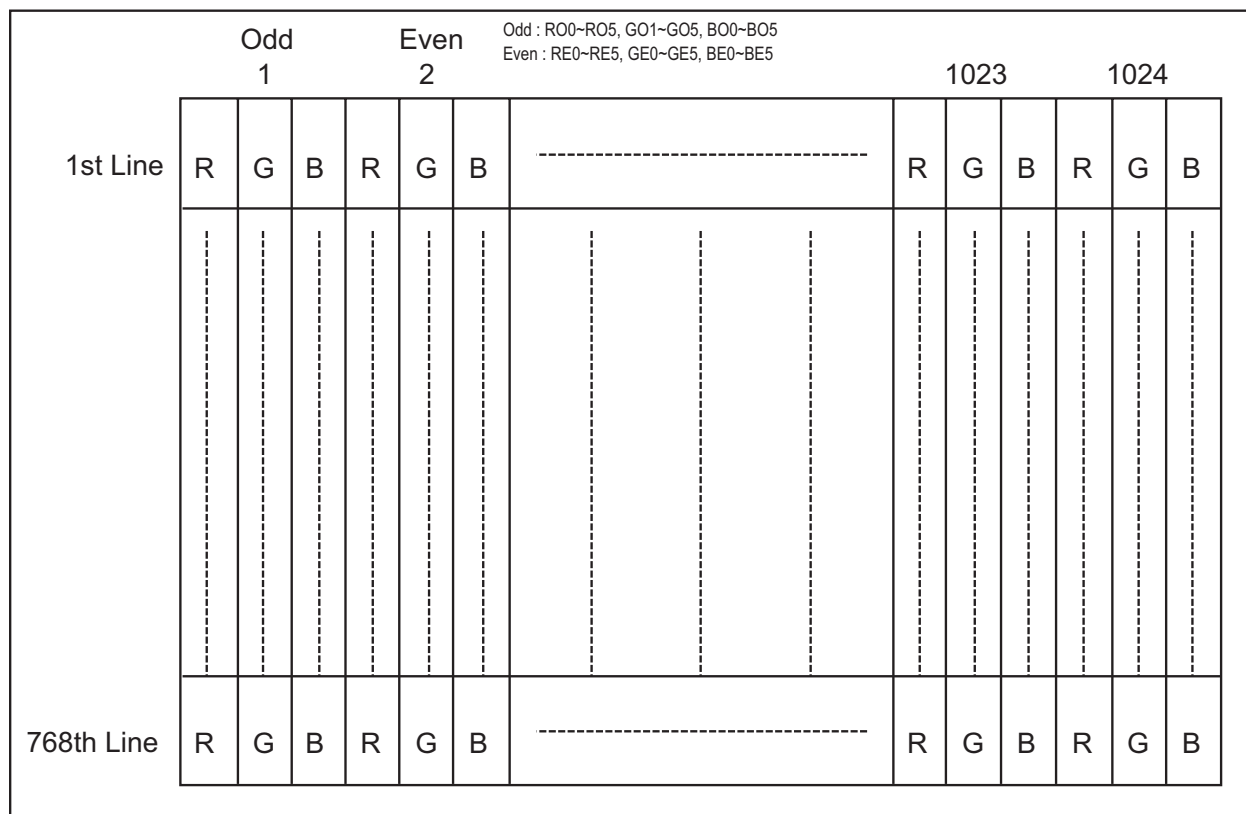 Odd Even
Odd : RO0~RO5, GO1~GO5, BO0~BO5
Even : RE0~RE5, GE0~GE5, BE0~BE5
1 2 1023 1024
1st Line R G B R G B R G B R G B
768th Line R G B R G B R G B R G B